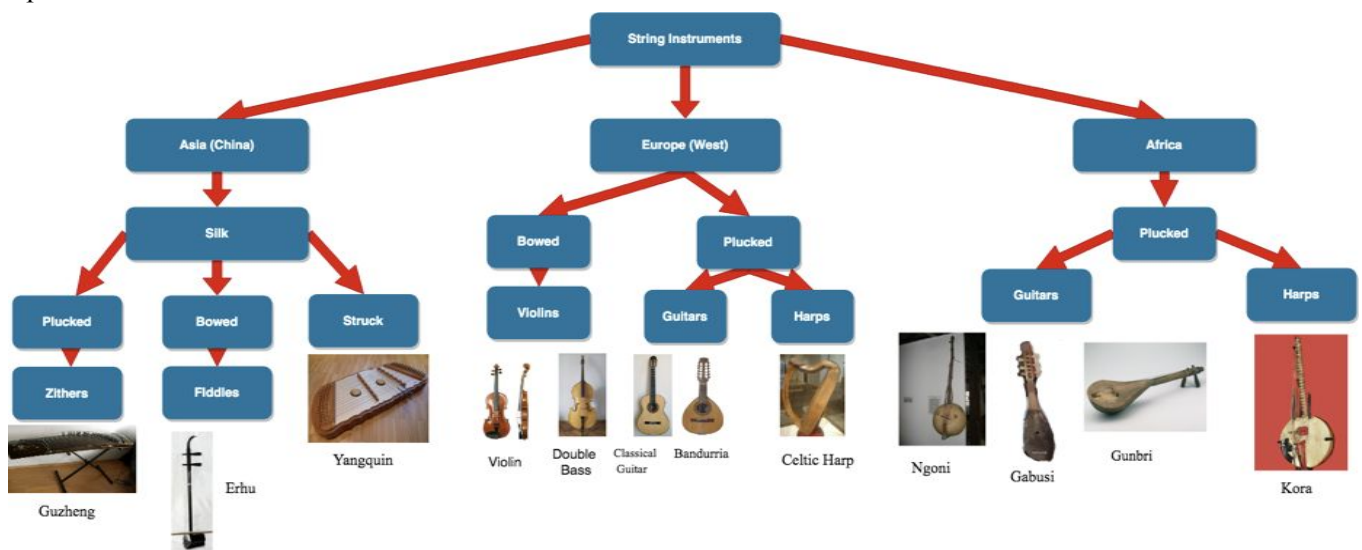 String Instruments
Asia (China)
Europe (West)
Africa
Silk
Bowed
Plucked
Plucked
Plucked
Bowed
Struck
Violins
Guitars
Harps
Guitars
Harps
Zithers
FIddles
Yangquin
Violin
Double
Bass
Classical
Guitar
Bandurria
Celtic Harp
Ngoni
Gabusi
Gunbri
Kora
Guzheng
Erhu